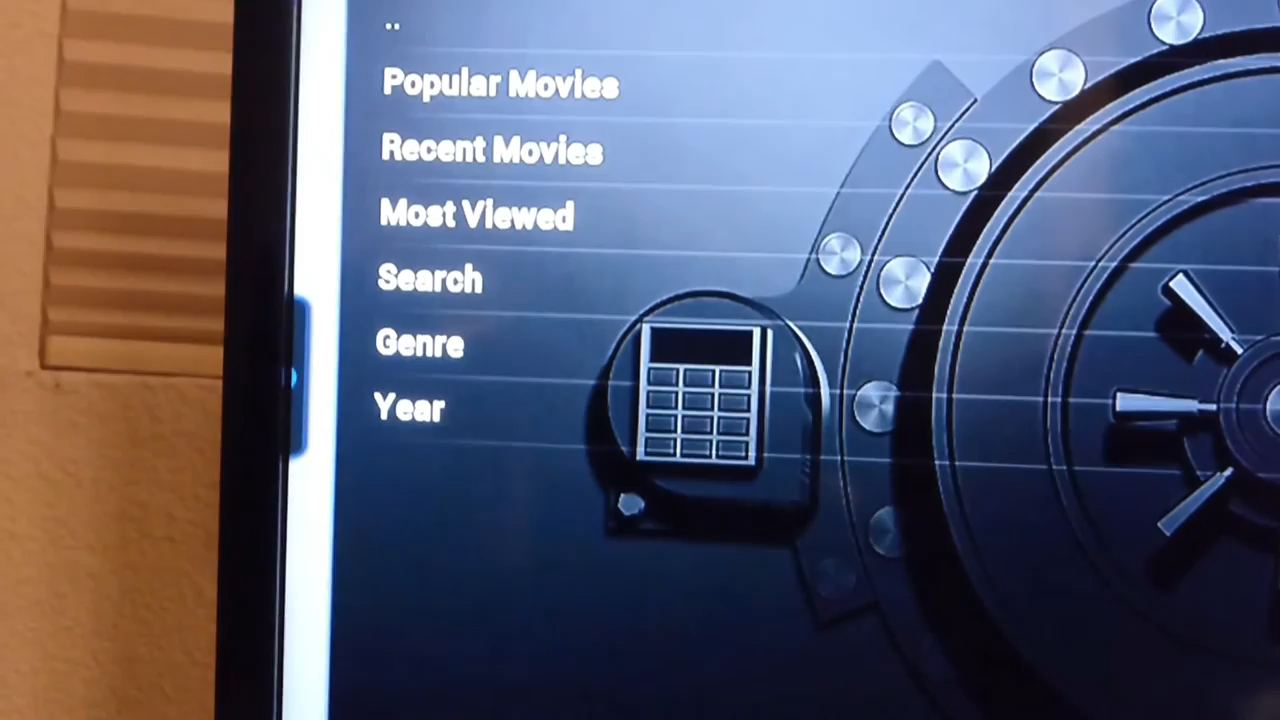 ..
Popular Movies
Recent Movies
Most Viewed
Search
Genre
Year